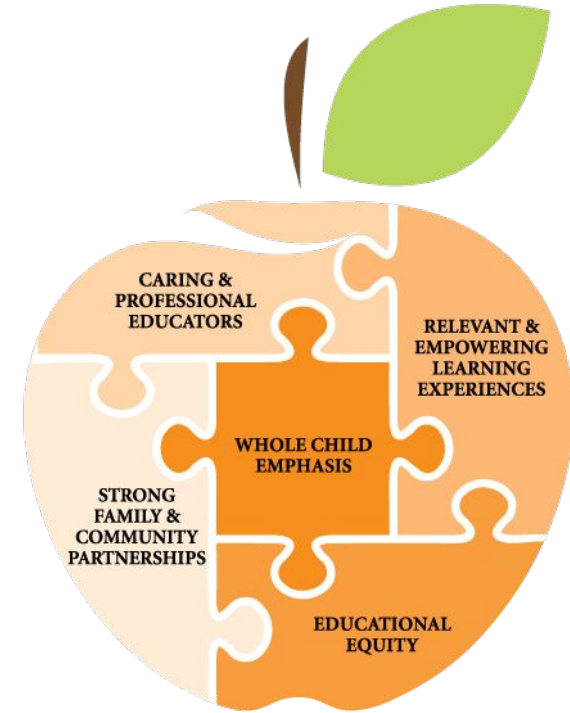 CARING &
PROFESSIONAL
EDUCATORS
RELEVANT &
EMPOWERING
LEARNING
EXPERIENCES
WHOLE CHILD
EMPHASIS
STRONG
FAMILY &
COMMUNITY
PARTNERSHIPS
EDUCATIONAL
EQUITY